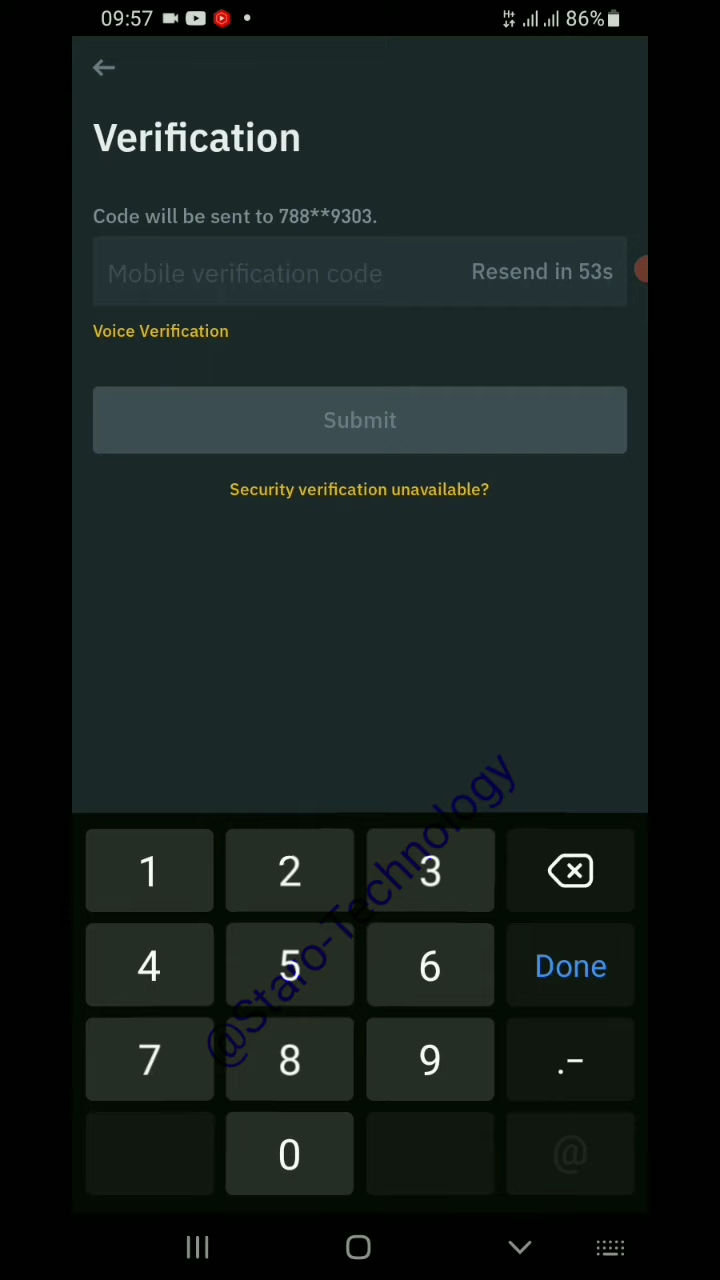 09:57
H+ 86%
Verification
Code will be sent to 788**9303.
Mobile verification code Resend in 53s
Voice Verification
Submit
Security verification unavailable?
@Staro-Technology
1 2 3
4 5 6 Done
7 8 9 .–
0 @